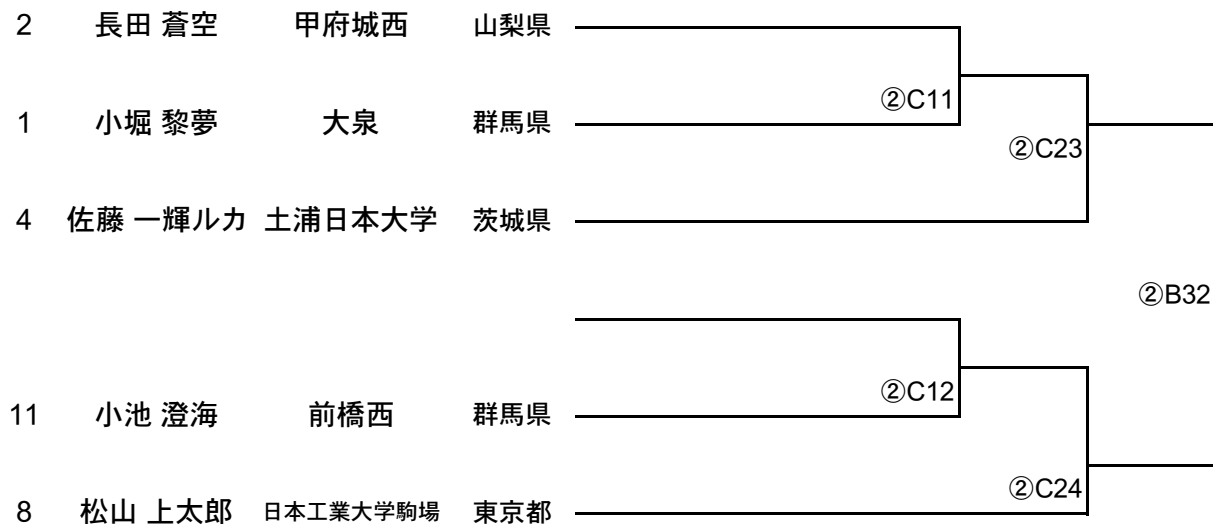 2 長田 蒼空 甲府城西 山梨県
②C11
1 小堀 黎夢 大泉 群馬県
②C23
4 佐藤 一輝ルカ 土浦日本大学 茨城県
②B32
②C12
11 小池 澄海 前橋西 群馬県
②C24
8 松山 上太郎 日本工業大学駒場 東京都